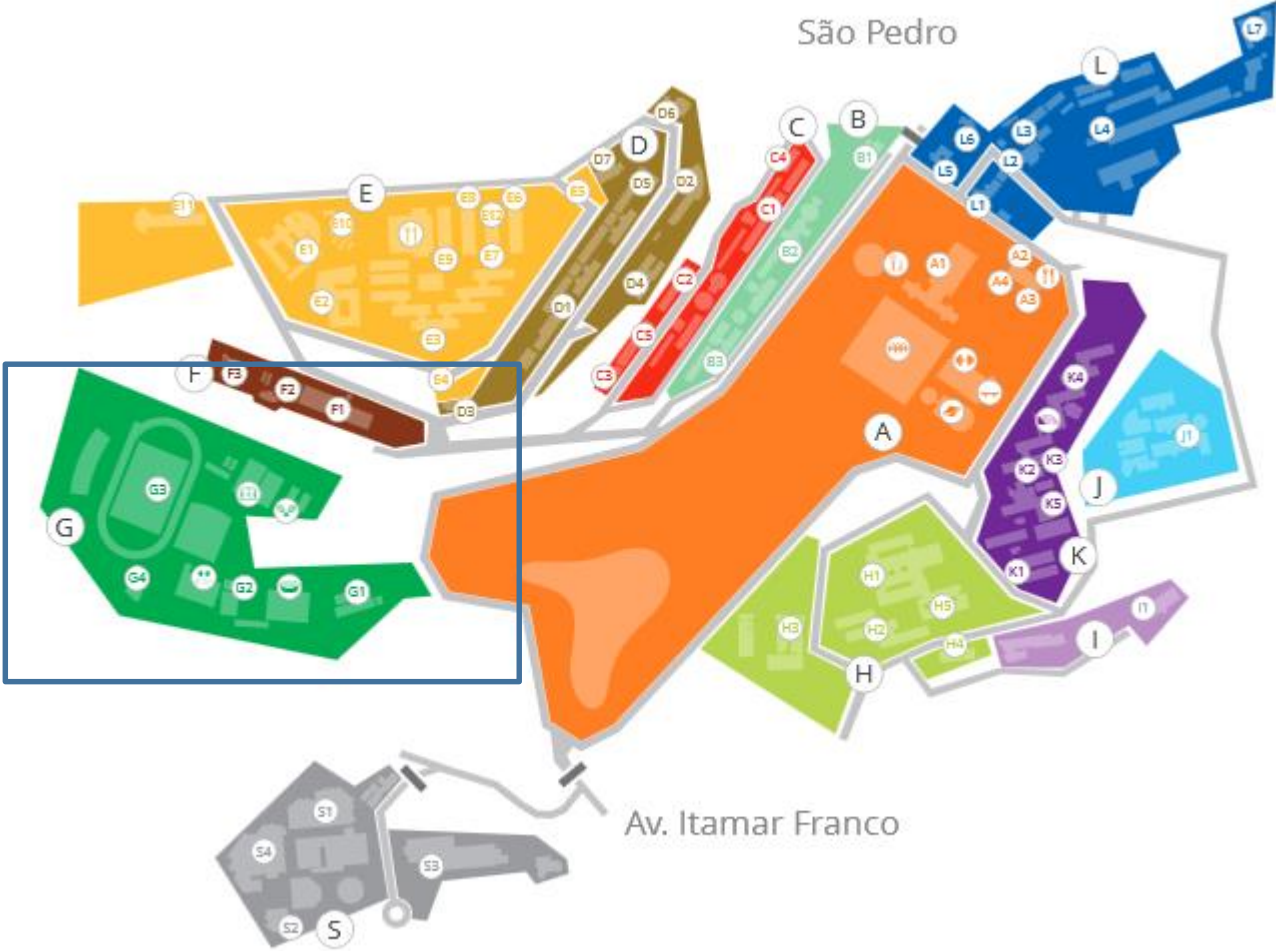 São Pedro
L7
L
L6
L3
L4
L5
L2
L1
B
B1
B2
B3
C
C4
C1
C2
C5
C3
D
D6
D7
D5
D2
D4
D1
D3
E
E11
E10
E8
E6
E12
E5
E1
E9
E7
E2
E3
E4
F
F3
F2
F1
A1
A2
A4
A3
A
K4
K3
K2
K5
K
K1
J1
J
G3
G
G4
G2
G1
H1
H5
H3
H2
H4
H
I1
I
Av. Itamar Franco
S1
S4
S3
S2
S